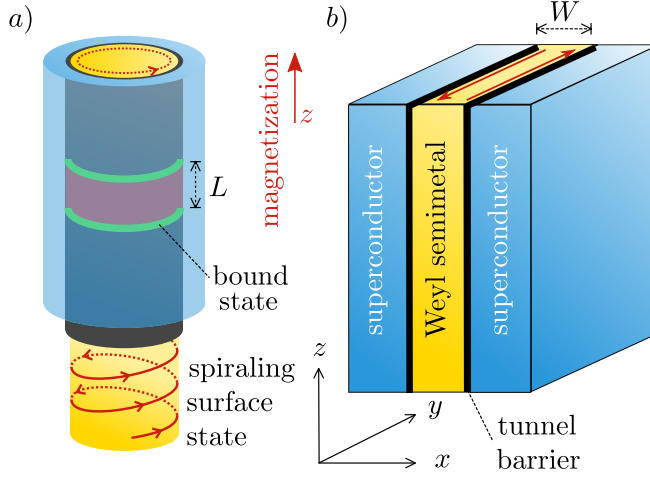 a)
magnetization
z
L
bound
state
spiraling
surface
state
b)
W
superconductor
Weyl semimetal
superconductor
z
y
x
tunnel
barrier